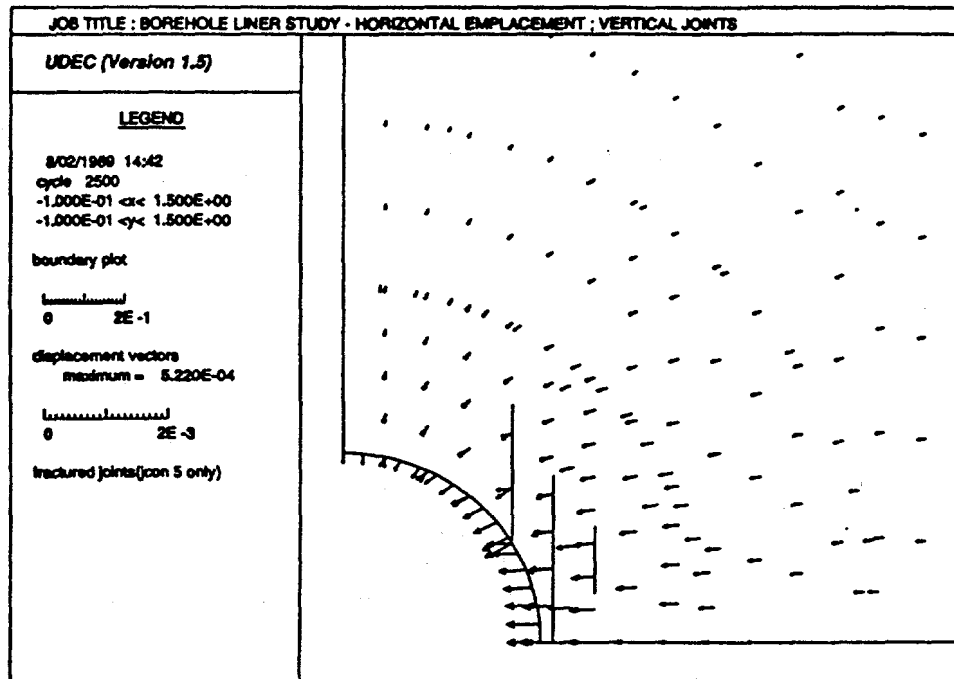 JOB TITLE : BOREHOLE LINER STUDY - HORIZONTAL EMPLACEMENT ; VERTICAL JOINTS
UDEC (Version 1.5)
LEGEND
8/02/1989 14:42
cycle 2500
-1.000E-01 <x< 1.500E+00
-1.000E-01 <y< 1.500E+00
boundary plot
0 2E -1
displacement vectors
maximum = 5.220E-04
0 2E -3
fractured joints(jcon 5 only)